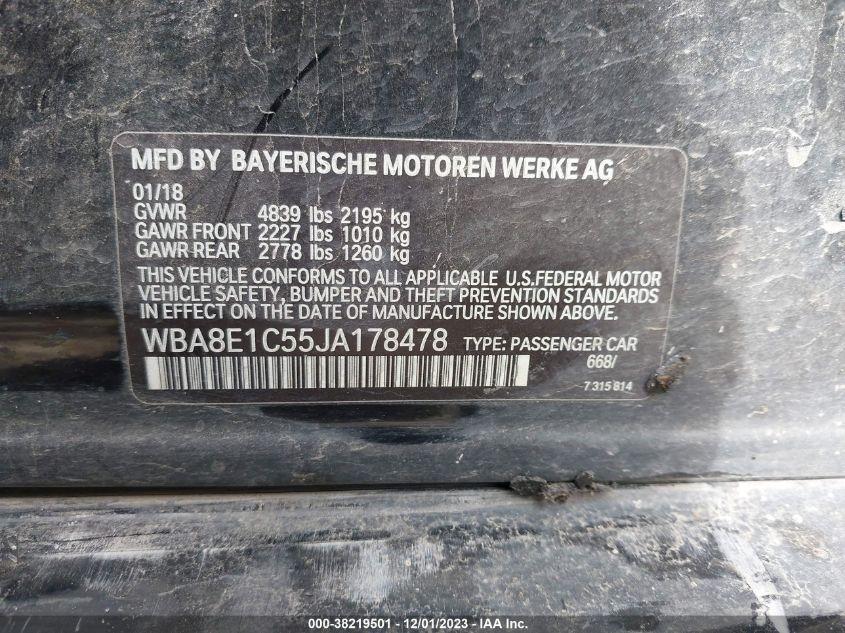 MFD BY BAYERISCHE MOTOREN WERKE AG
01/18
GVWR 4839 lbs 2195 kg
GAWR FRONT 2227 lbs 1010 kg
GAWR REAR 2778 lbs 1260 kg
THIS VEHICLE CONFORMS TO ALL APPLICABLE U.S.FEDERAL MOTOR
VEHICLE SAFETY, BUMPER AND THEFT PREVENTION STANDARDS
IN EFFECT ON THE DATE OF MANUFACTURE SHOWN ABOVE.
WBA8E1C55JA178478 TYPE: PASSENGER CAR
668/
7 315 814
000-38219501 - 12/01/2023 - IAA Inc.